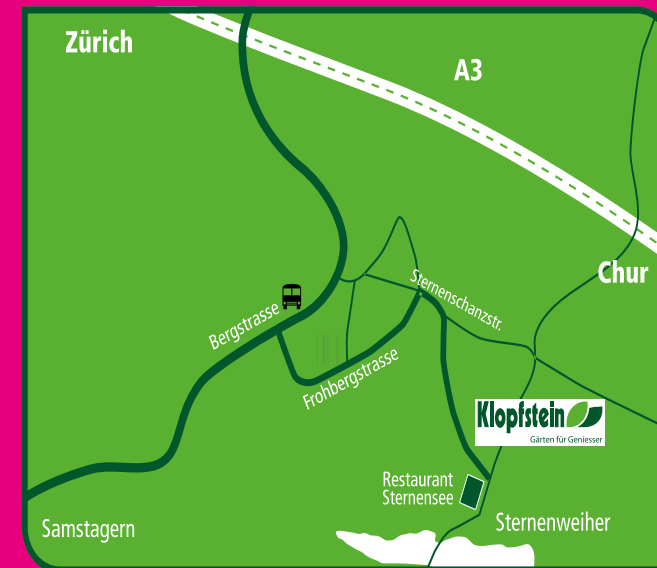 Zürich
A3
Chur
Sternenschanzstr.
Bergstrasse
Frohbergstrasse
Klopfstein
Gärten für Geniesser
Restaurant
Sternensee
Sternenweiher
Samstagern